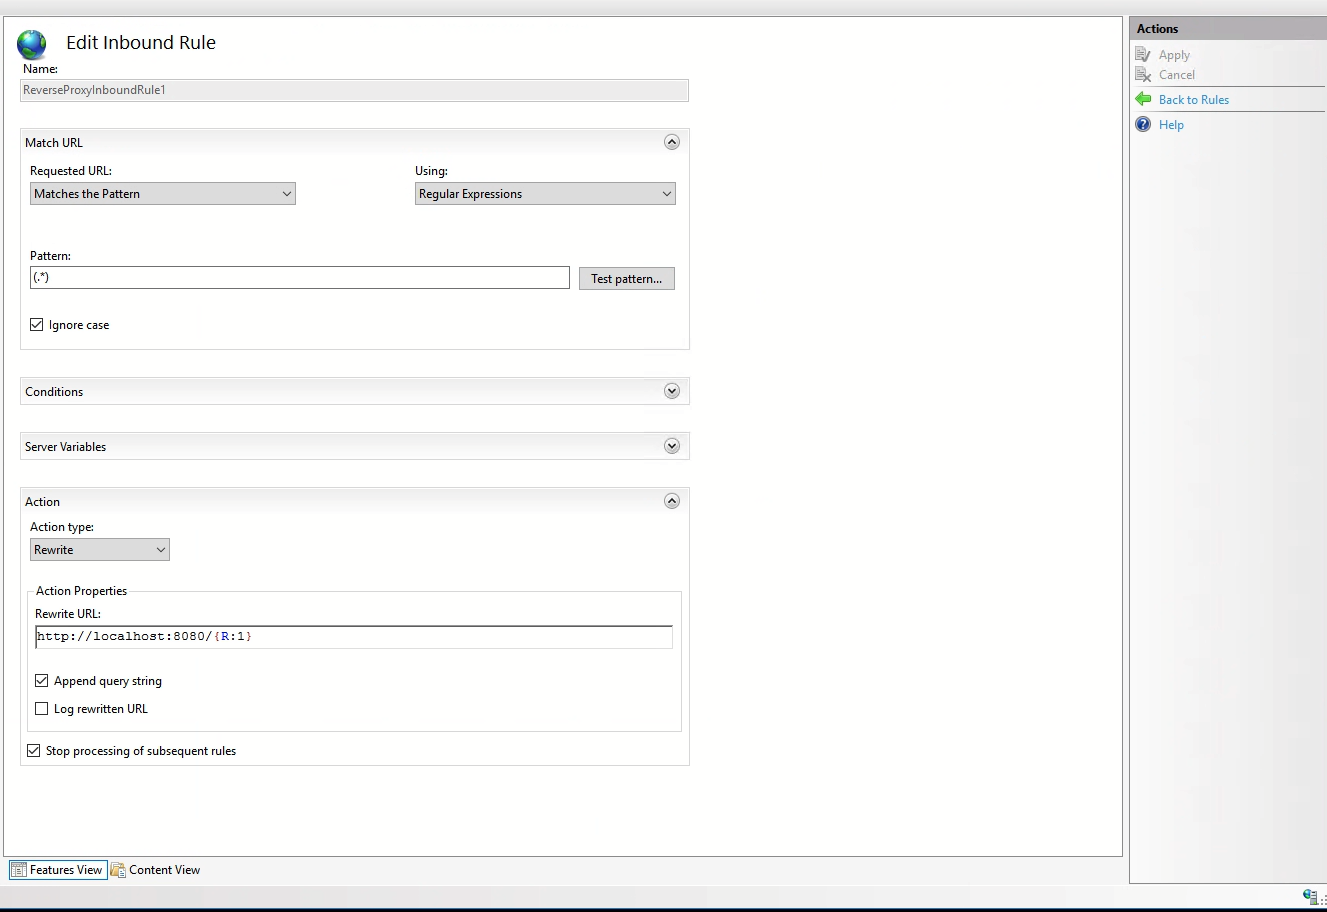 Edit Inbound Rule
Name:
ReverseProxyInboundRule1
Match URL
Requested URL:
Using:
Matches the Pattern
Regular Expressions
Pattern:
(.*)
Test pattern...
Ignore case
Conditions
Server Variables
Action
Action type:
Rewrite
Action Properties
Rewrite URL:
http://localhost:8080/{R:1}
Append query string
Log rewritten URL
Stop processing of subsequent rules
Features View
Content View
Actions
Apply
Cancel
Back to Rules
Help